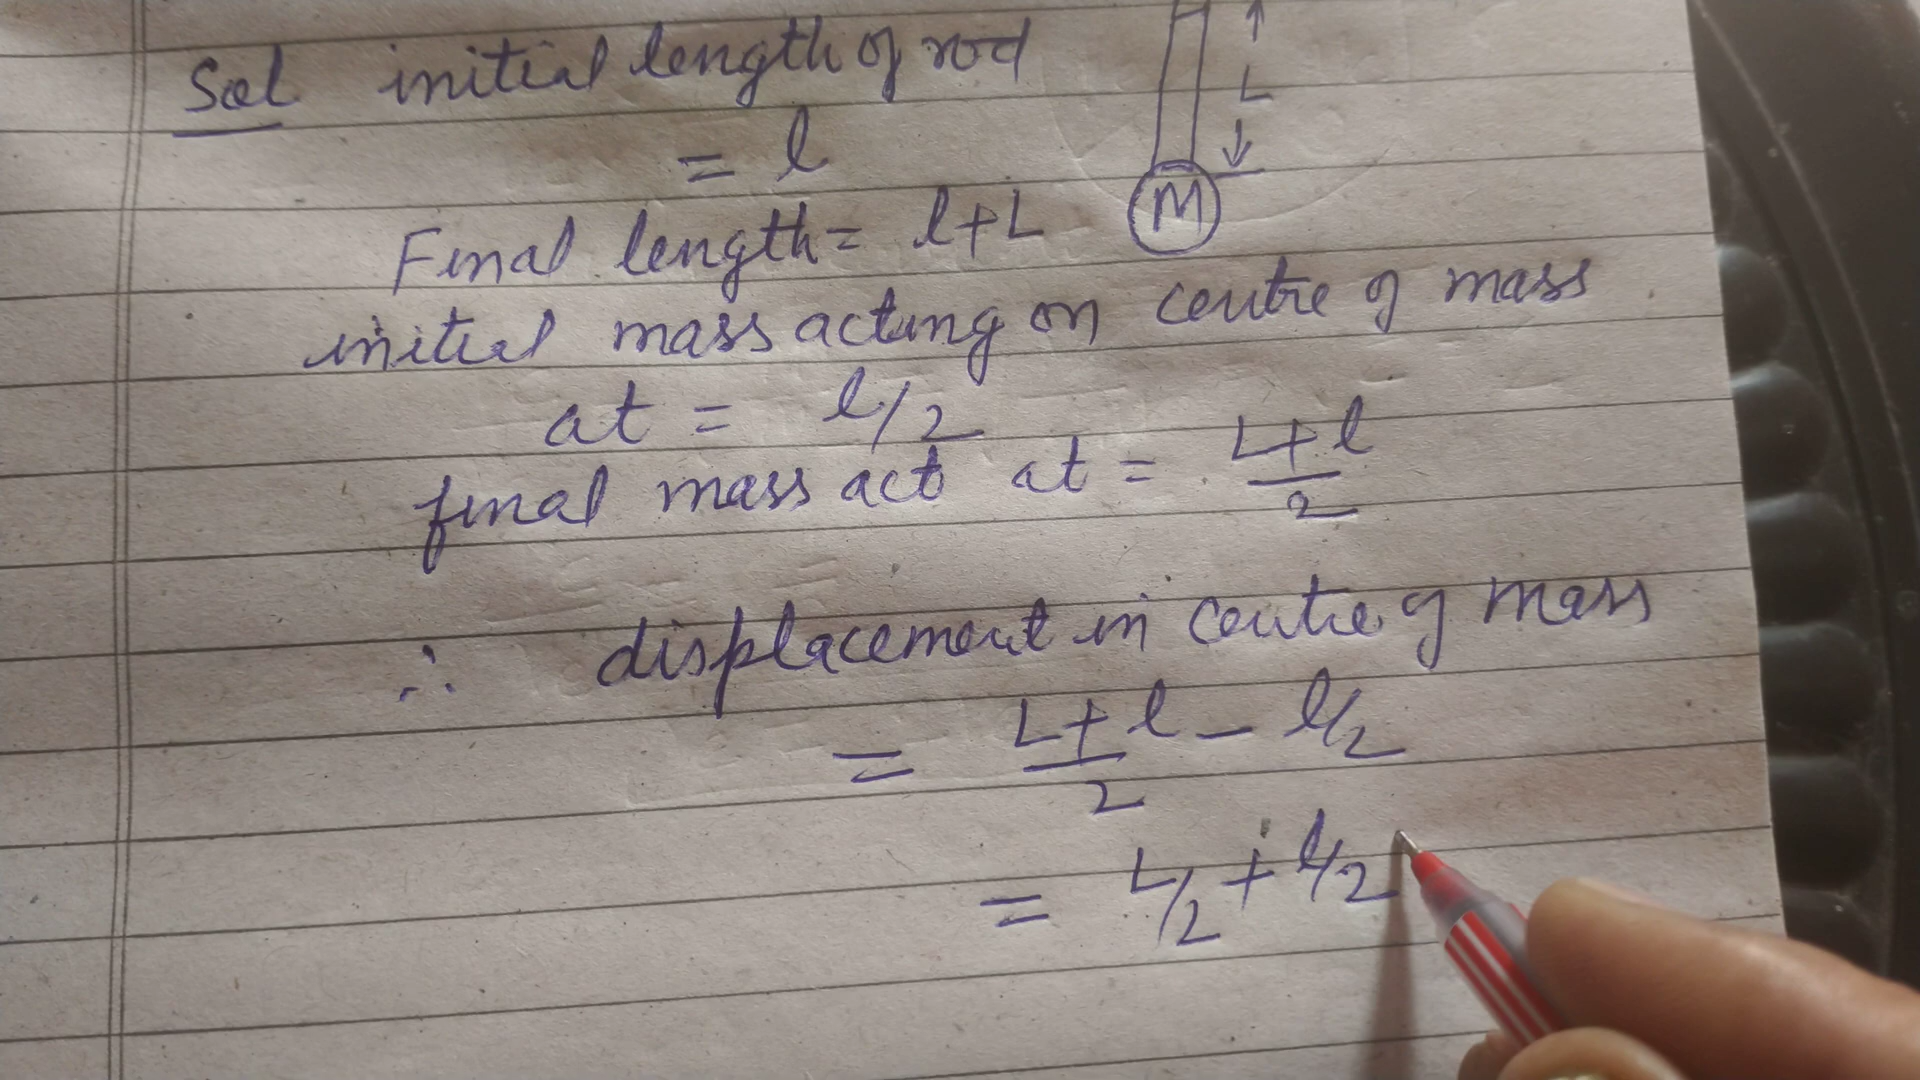 Sol initial length of rod
= l
L
M
Final length = l+L
initial mass acting on centre of mass
at = l/2
final mass act at = L+l/2
∴ displacement in centre of mass
= L+l/2 - l/2
= L/2 + l/2